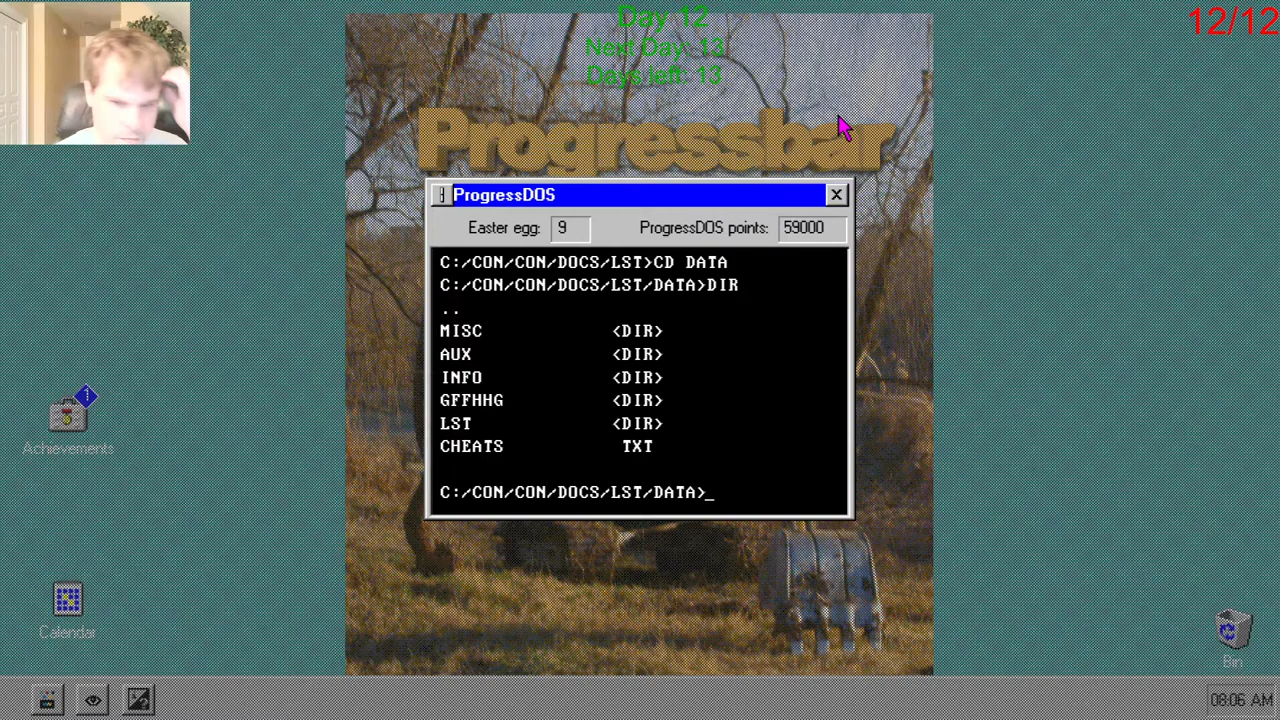 Day 12
Next Day: 13
Days left: 13
12/12
Progressbar
ProgressDOS
Easter egg: 9
ProgressDOS points: 59000
C:/CON/CON/DOCS/LST>CD DATA
C:/CON/CON/DOCS/LST/DATA>DIR
..
MISC <DIR>
AUX <DIR>
INFO <DIR>
GFFHHG <DIR>
LST <DIR>
CHEATS TXT
C:/CON/CON/DOCS/LST/DATA>_
1
Achievements
Calendar
Bin
08:06 AM